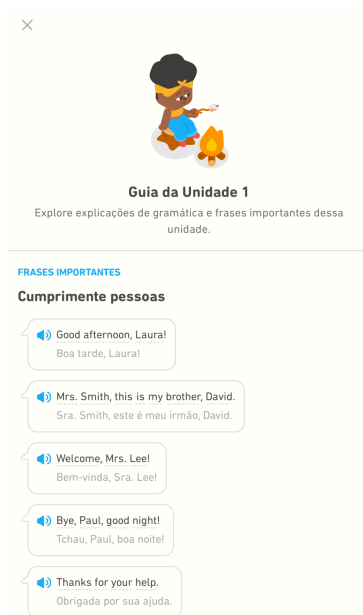 Guia da Unidade 1
Explore explicações de gramática e frases importantes dessa
unidade.
FRASES IMPORTANTES
Cumprimente pessoas
Good afternoon, Laura!
Boa tarde, Laura!
Mrs. Smith, this is my brother, David.
Sra. Smith, este é meu irmão, David.
Welcome, Mrs. Lee!
Bem-vinda, Sra. Lee!
Bye, Paul, good night!
Tchau, Paul, boa noite!
Thanks for your help.
Obrigada por sua ajuda.